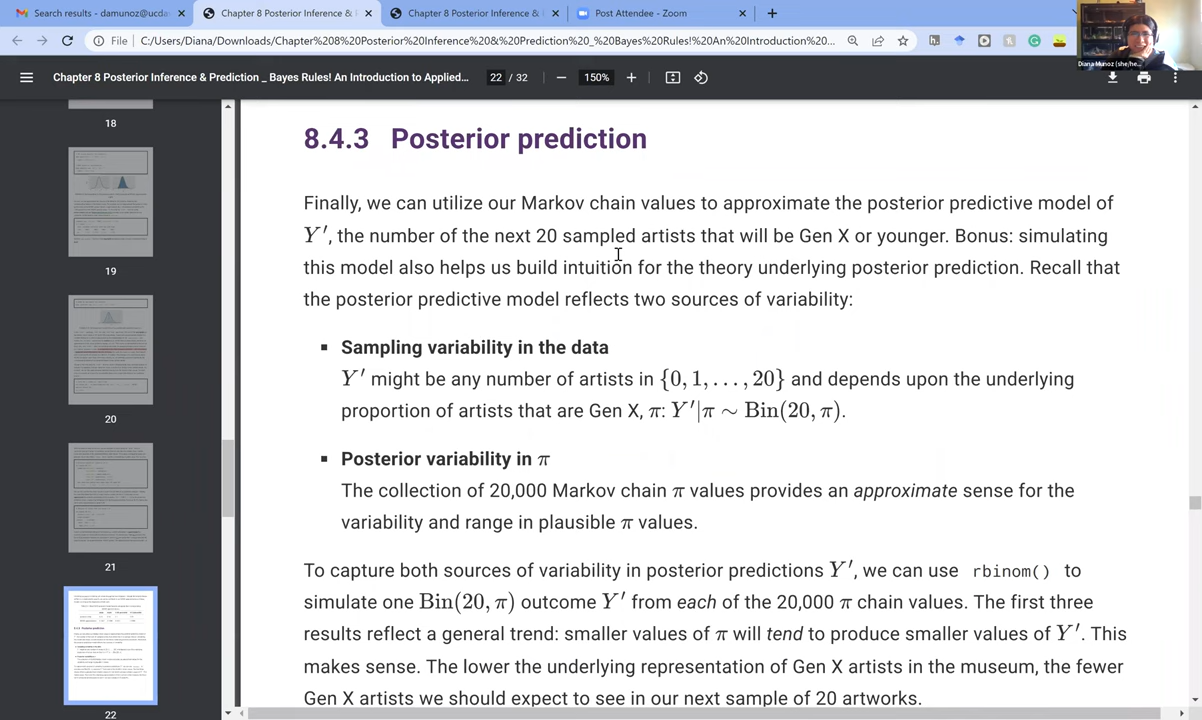 Search results - damunoz@ucda
Chapter 8 Posterior Inference &
Chapter 8 Posterior Inference &
Post Attendee - Zoom
File C:/Users/Diana/Downloads/Chapter%208%20Posterior%20Inference%20&%20Prediction%20_%20Bayes%20Rules!%20An%20Introduction%20...
Diana Munoz (she/he...
Chapter 8 Posterior Inference & Prediction _ Bayes Rules! An Introduction to Applied...
22 / 32
150%
18
19
20
21
22
8.4.3 Posterior prediction
Finally, we can utilize our Markov chain values to approximate the posterior predictive model of
Y′, the number of the next 20 sampled artists that will be Gen X or younger. Bonus: simulating
this model also helps us build intuition for the theory underlying posterior prediction. Recall that
the posterior predictive model reflects two sources of variability:
▪ Sampling variability in the data
Y′ might be any number of artists in {0, 1, . . . , 20} and depends upon the underlying
proportion of artists that are Gen X, π: Y′|π ∼ Bin(20, π).
▪ Posterior variability in π
The collection of 20,000 Markov chain π values provides an approximate sense for the
variability and range in plausible π values.
To capture both sources of variability in posterior predictions Y′, we can use rbinom() to
simulate one Bin(20, π) outcome Y′ from each of the 20,000 π chain values. The first three
results reflect a general trend: smaller values of π will tend to produce smaller values of Y′. This
makes sense. The lower the underlying representation of Gen X artists in the museum, the fewer
Gen X artists we should expect to see in our next sample of 20 artworks.